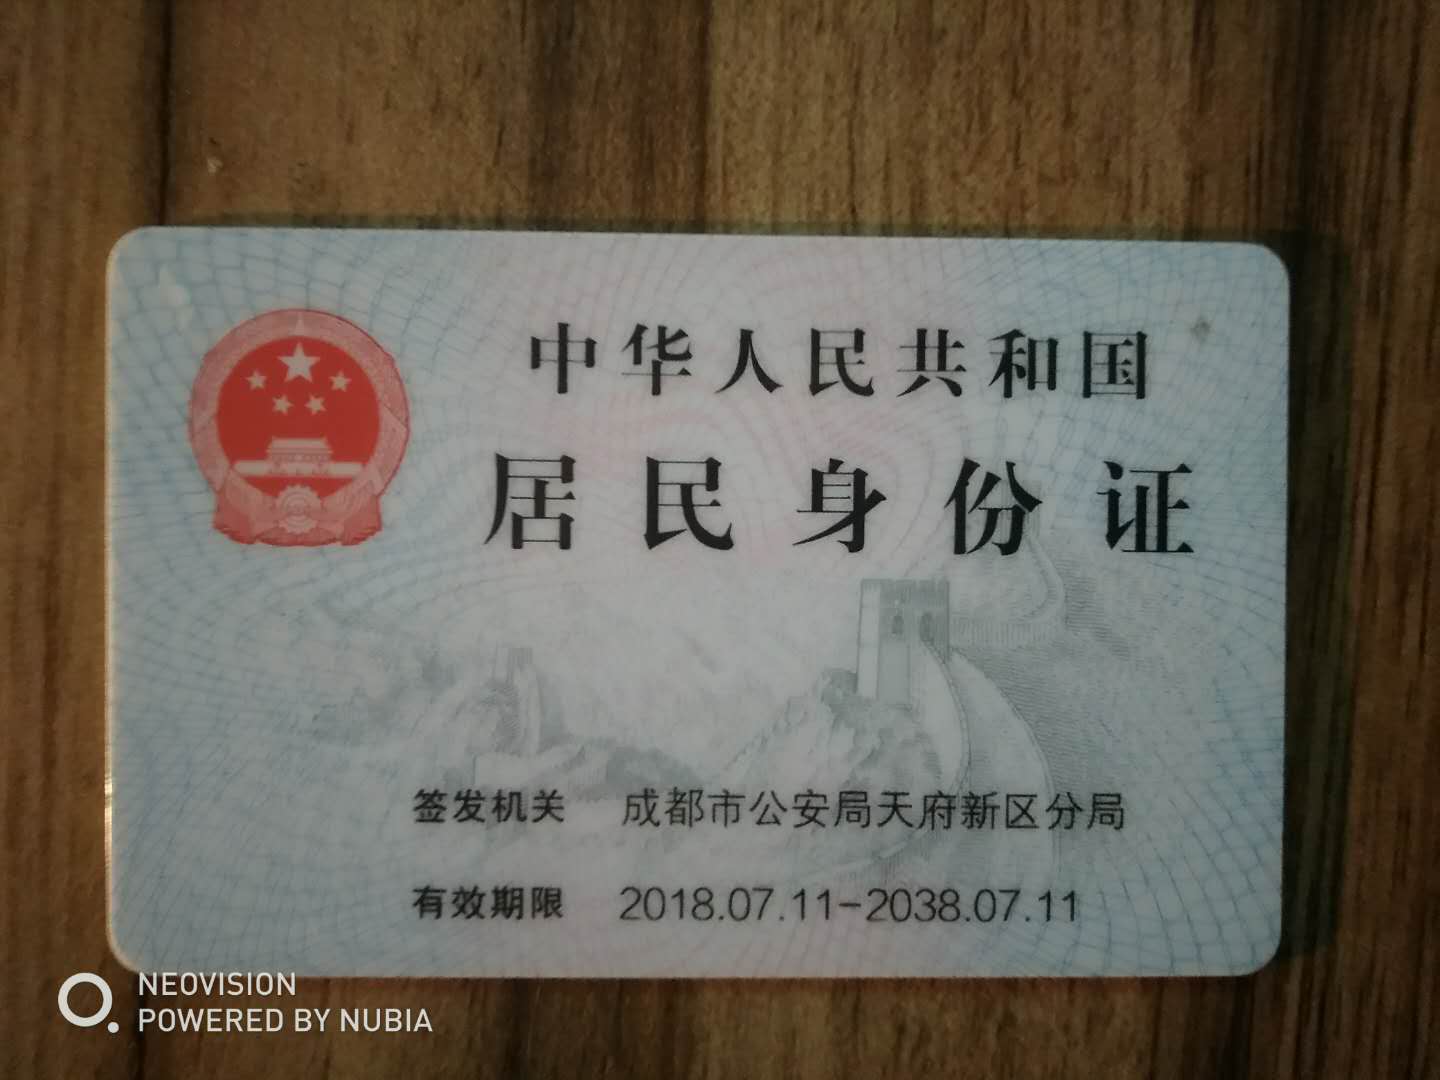 中华人民共和国
居民身份证
签发机关 成都市公安局天府新区分局
有效期限 2018.07.11-2038.07.11
NEOVISION
POWERED BY NUBIA